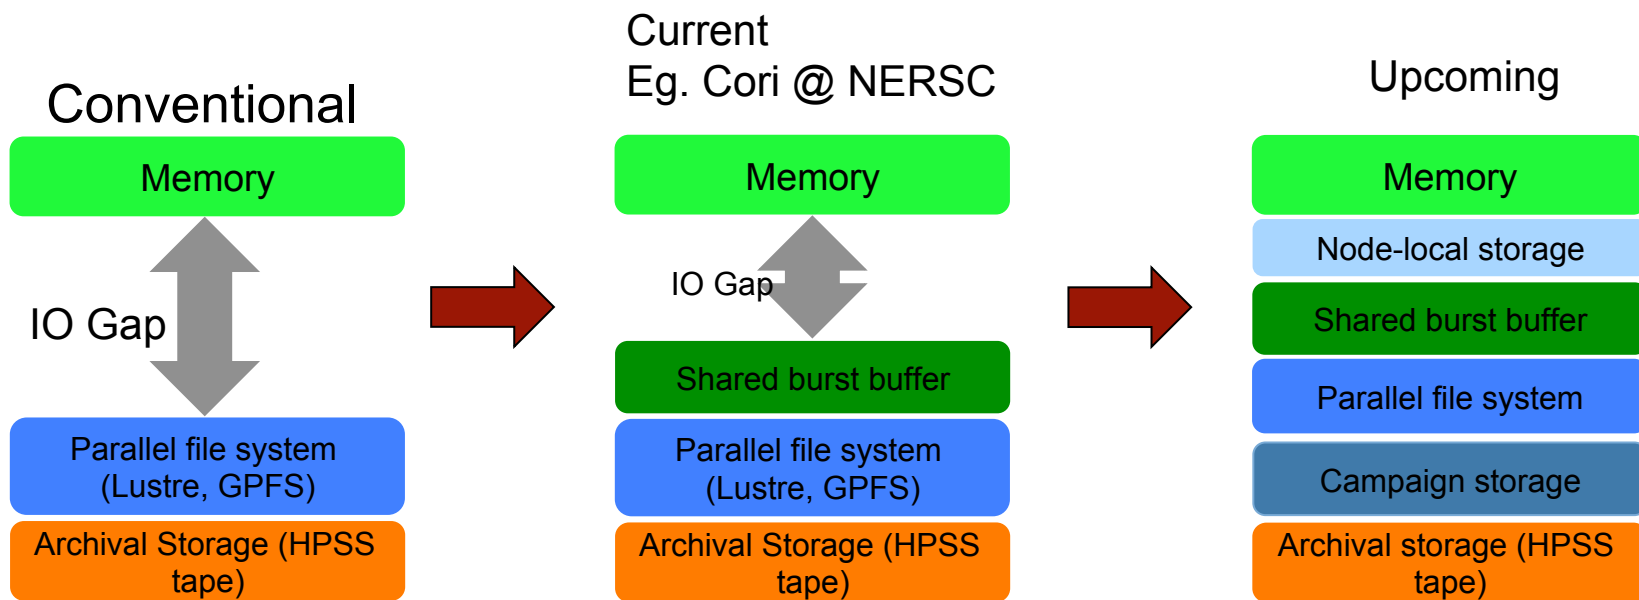 Conventional
Memory
IO Gap
Parallel file system
(Lustre, GPFS)
Archival Storage (HPSS
tape)
Current
Eg. Cori @ NERSC
Memory
IO Gap
Shared burst buffer
Parallel file system
(Lustre, GPFS)
Archival Storage (HPSS
tape)
Upcoming
Memory
Node-local storage
Shared burst buffer
Parallel file system
Campaign storage
Archival storage (HPSS
tape)